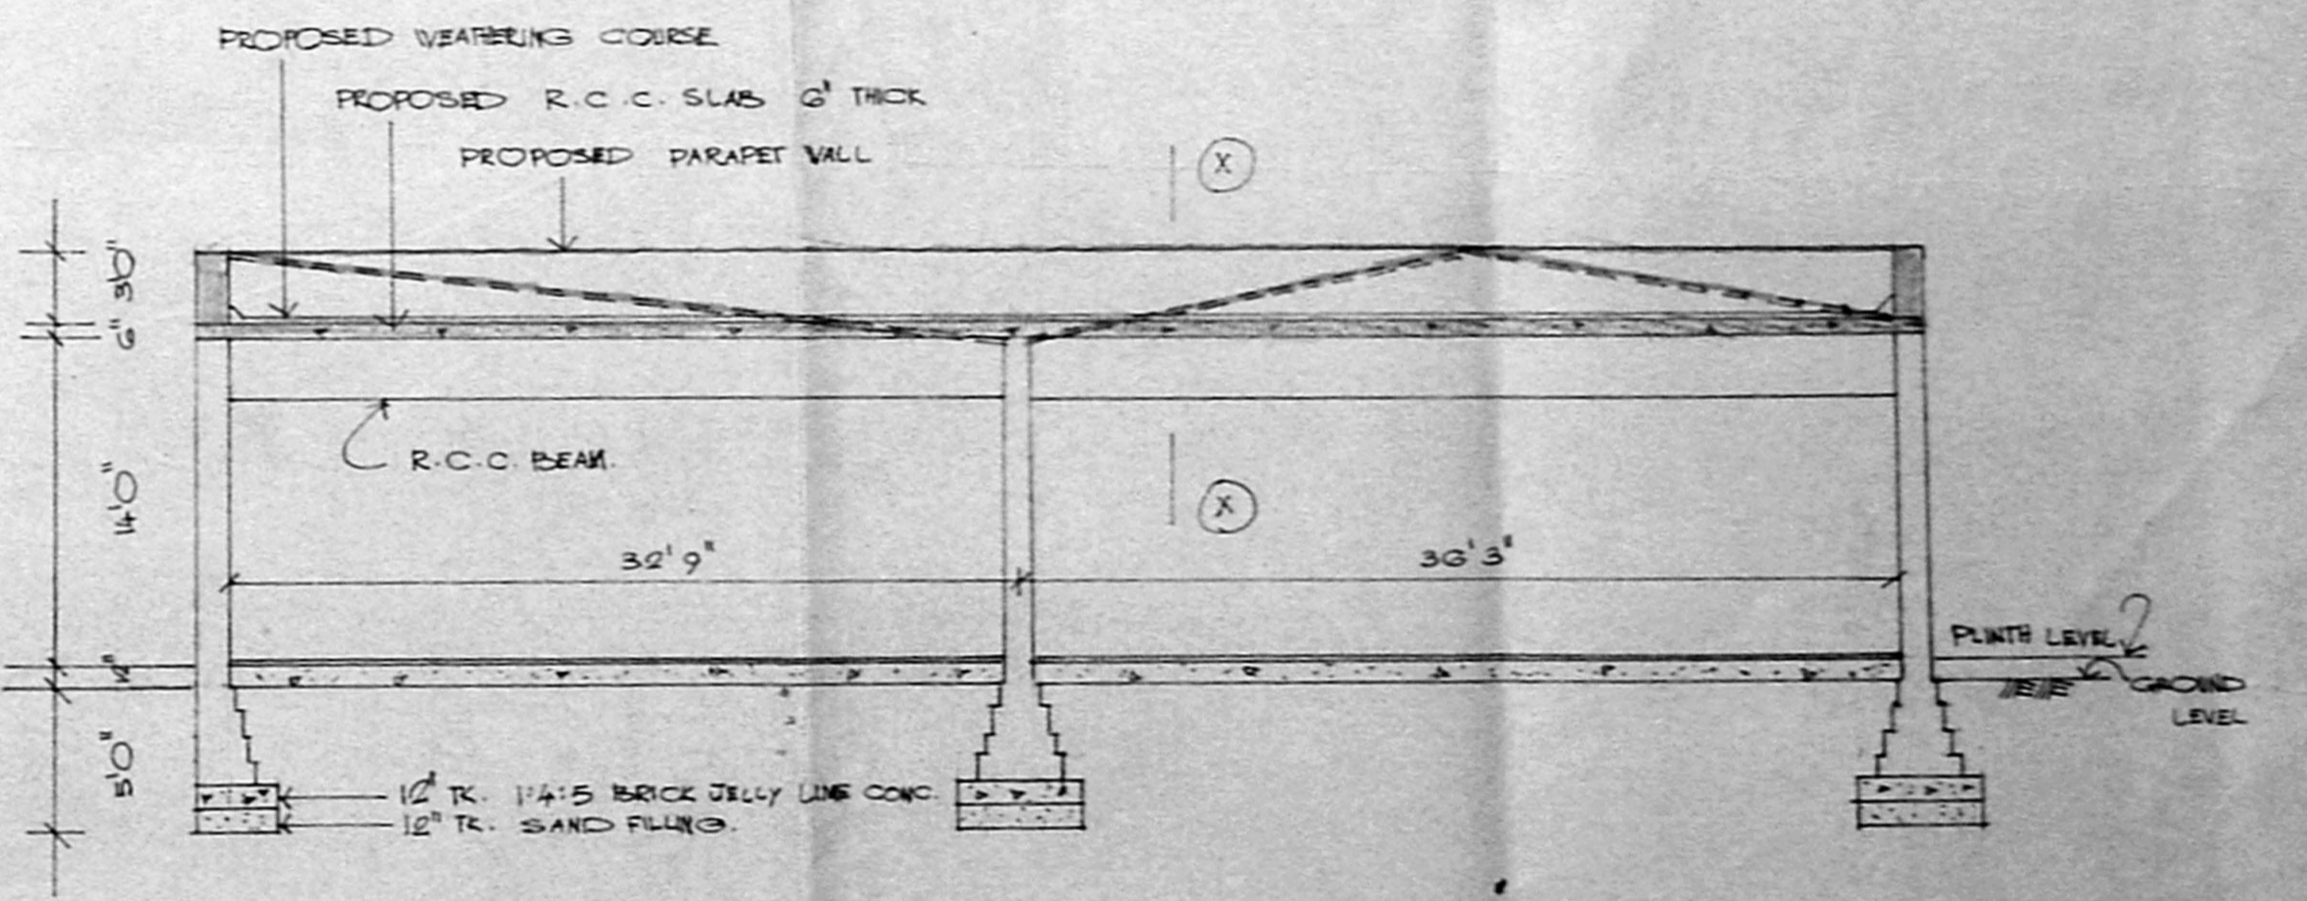 PROPOSED WEATHERING COURSE
PROPOSED R.C.C. SLAB 6" THICK
PROPOSED PARAPET WALL
X
3'0"
6"
R.C.C. BEAM.
14'0"
X
32'9"
36'3"
PLINTH LEVEL
GROUND
LEVEL
12"
5'0"
12" TK. 1:4:5 BRICK JELLY LIME CONC.
12" TK. SAND FILLING.